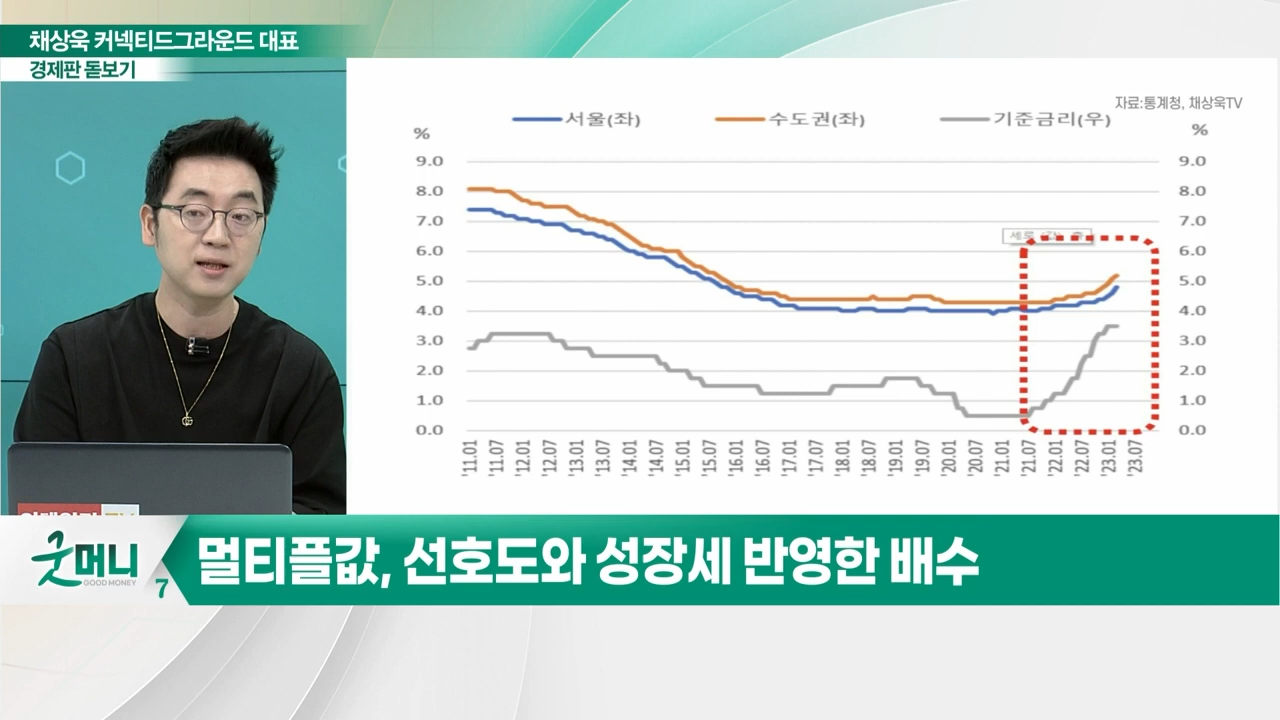 채상욱 커넥티드그라운드 대표
경제판 돋보기
자료:통계청, 채상욱TV
서울(좌) 수도권(좌) 기준금리(우)
% %
9.0 9.0
8.0 8.0
7.0 7.0
6.0 6.0
5.0 5.0
4.0 4.0
3.0 3.0
2.0 2.0
1.0 1.0
0.0 0.0
'11.01 '11.07 '12.01 '12.07 '13.01 '13.07 '14.01 '14.07 '15.01 '15.07 '16.01 '16.07 '17.01 '17.07 '18.01 '18.07 '19.01 '19.07 '20.01 '20.07 '21.01 '21.07 '22.01 '22.07 '23.01 '23.07
굿머니
GOOD MONEY
7
멀티플값, 선호도와 성장세 반영한 배수